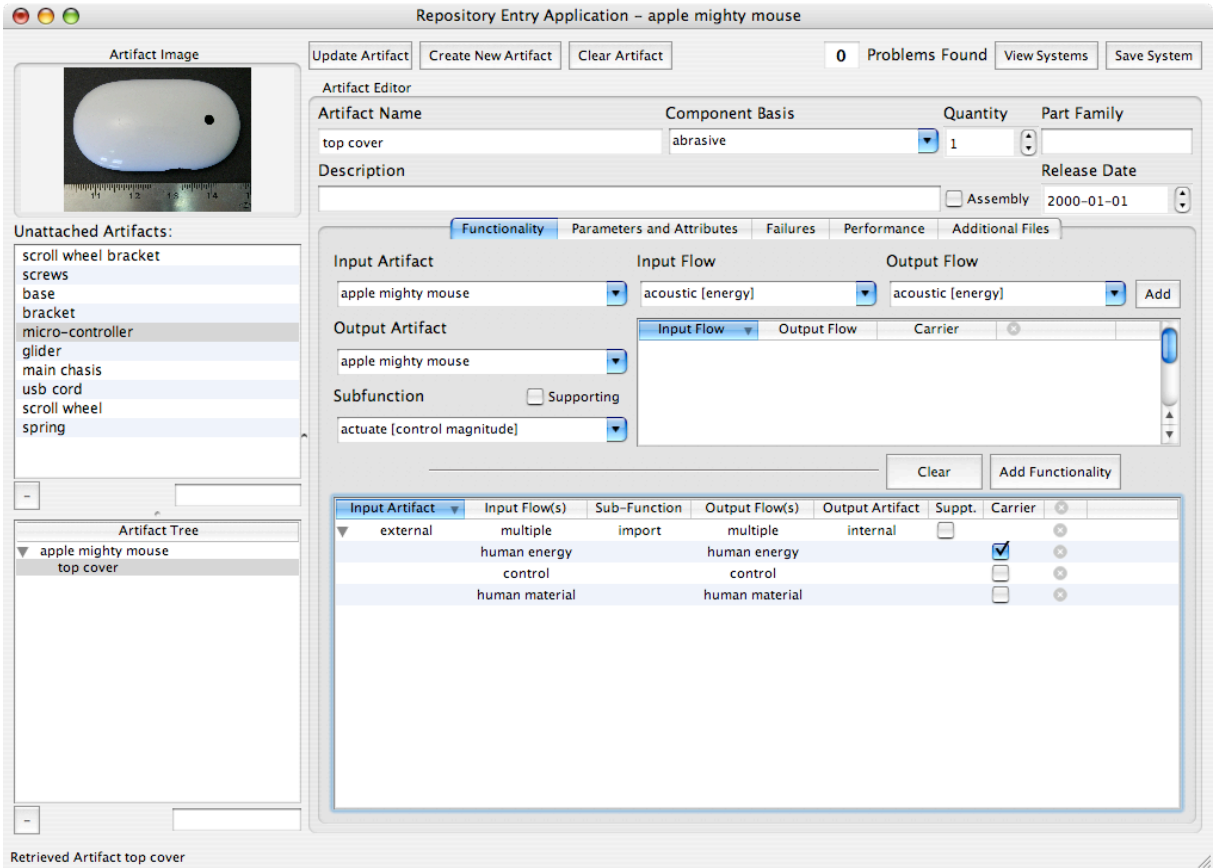 Repository Entry Application – apple mighty mouse
Artifact Image
Update Artifact Create New Artifact Clear Artifact 0 Problems Found View Systems Save System
Artifact Editor
Artifact Name Component Basis Quantity Part Family
top cover abrasive 1
Description Release Date
Assembly 2000-01-01
11 12 13 14
Unattached Artifacts:
scroll wheel bracket
screws
base
bracket
micro-controller
glider
main chasis
usb cord
scroll wheel
spring
–
Artifact Tree
apple mighty mouse
top cover
–
Functionality Parameters and Attributes Failures Performance Additional Files
Input Artifact Input Flow Output Flow
apple mighty mouse acoustic [energy] acoustic [energy] Add
Output Artifact Input Flow Output Flow Carrier
apple mighty mouse
Subfunction Supporting
actuate [control magnitude]
Clear Add Functionality
Input Artifact Input Flow(s) Sub-Function Output Flow(s) Output Artifact Suppt. Carrier
external multiple import multiple internal
human energy human energy
control control
human material human material
Retrieved Artifact top cover